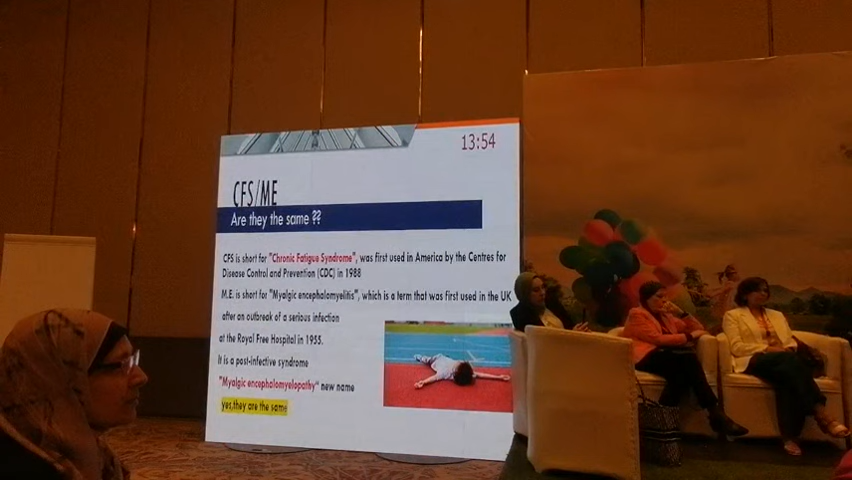 13:54
CFS/ME
Are they the same ??
CFS is short for "Chronic Fatigue Syndrome", was first used in America by the Centres for
Disease Control and Prevention (CDC) in 1988
M.E. is short for "Myalgic encephalomyelitis", which is a term that was first used in the UK
after an outbreak of a serious infection
at the Royal Free Hospital in 1955.
It is a post-infective syndrome
"Myalgic encephalomyelopathy" new name
yes,they are the same